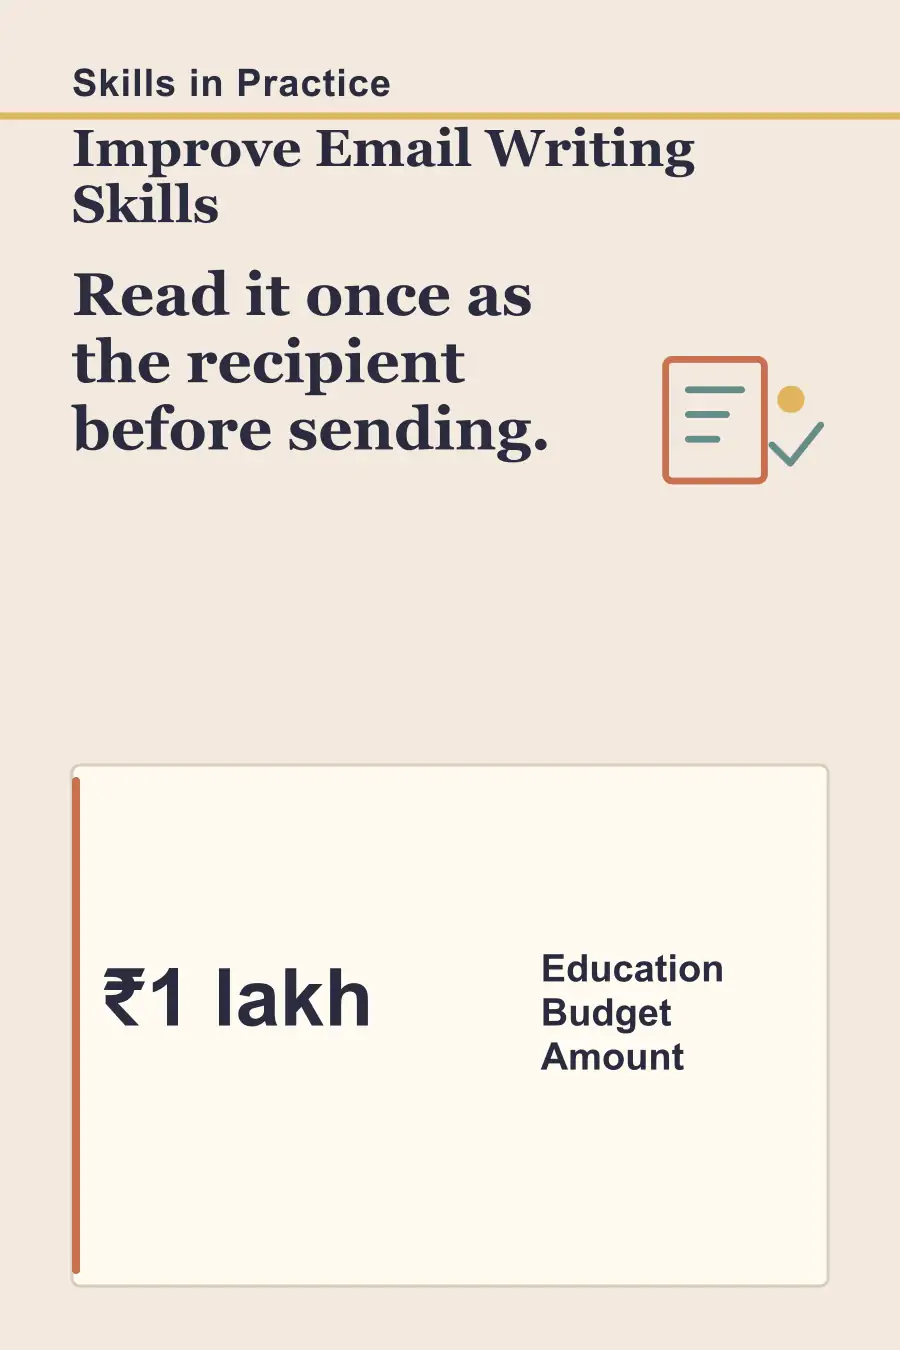 Skills in Practice
Improve Email Writing
Skills
Read it once as
the recipient
before sending.
₹1 lakh
Education
Budget
Amount